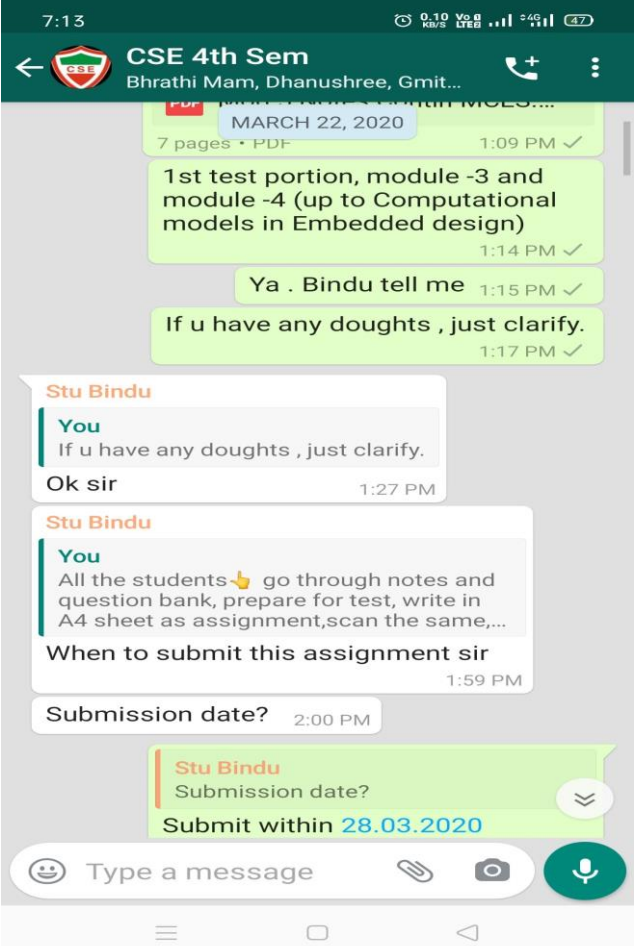 7:13
0.10 KB/S Vo LTE 4G 47
CSE 4th Sem
CSE
Bhrathi Mam, Dhanushree, Gmit...
PDF
MARCH 22, 2020
7 pages • PDF 1:09 PM
1st test portion, module -3 and
module -4 (up to Computational
models in Embedded design)
1:14 PM
Ya . Bindu tell me 1:15 PM
If u have any doughts , just clarify.
1:17 PM
Stu Bindu
You
If u have any doughts , just clarify.
Ok sir 1:27 PM
Stu Bindu
You
All the students👆 go through notes and
question bank, prepare for test, write in
A4 sheet as assignment,scan the same,...
When to submit this assignment sir
1:59 PM
Submission date? 2:00 PM
Stu Bindu
Submission date?
Submit within 28.03.2020
Type a message